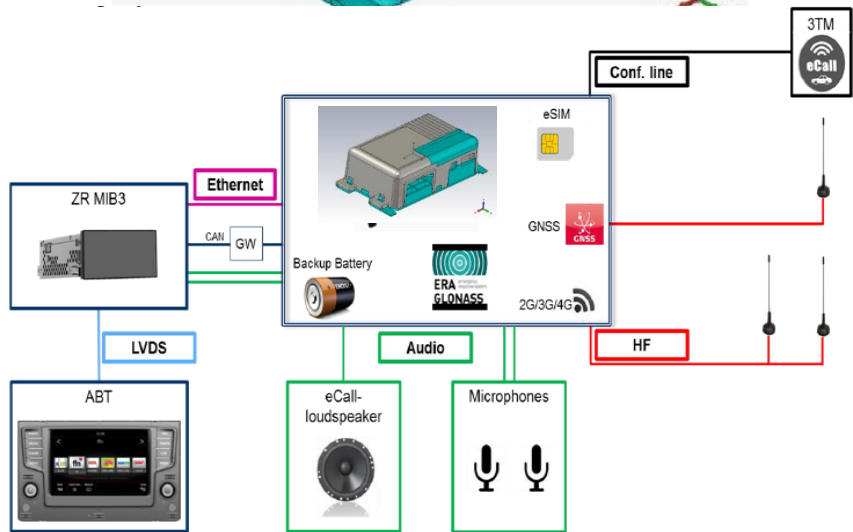 3TM
eCall
Conf. line
eSIM
Ethernet
ZR MIB3
GNSS
GNSS
CAN
GW
Backup Battery
ERA
GLONASS
2G/3G/4G
LVDS
Audio
HF
ABT
eCall-
loudspeaker
Microphones